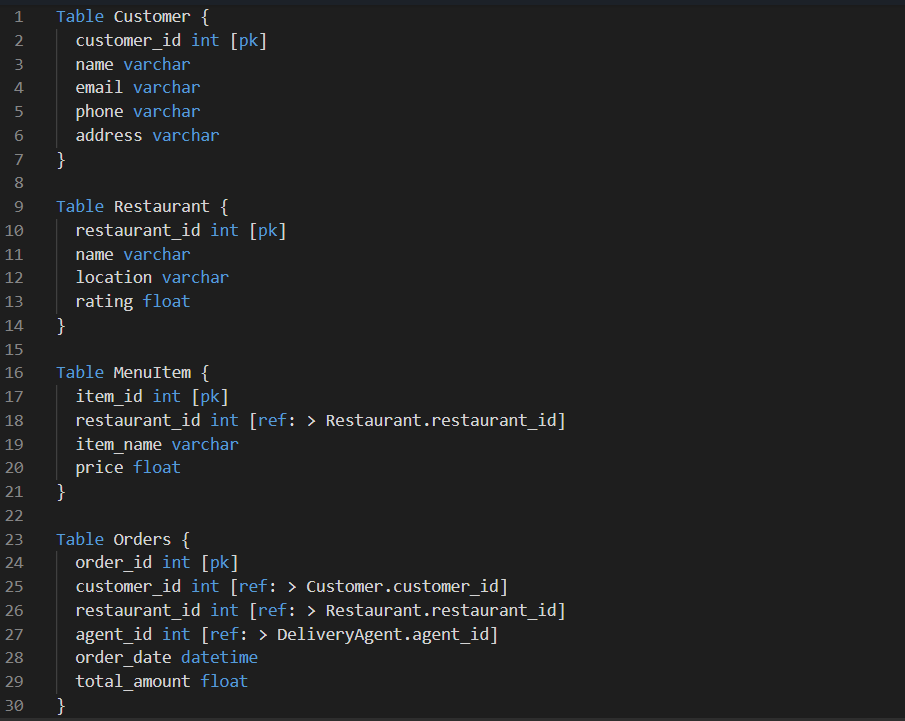 1 Table Customer {
2 customer_id int [pk]
3 name varchar
4 email varchar
5 phone varchar
6 address varchar
7 }
8
9 Table Restaurant {
10 restaurant_id int [pk]
11 name varchar
12 location varchar
13 rating float
14 }
15
16 Table MenuItem {
17 item_id int [pk]
18 restaurant_id int [ref: > Restaurant.restaurant_id]
19 item_name varchar
20 price float
21 }
22
23 Table Orders {
24 order_id int [pk]
25 customer_id int [ref: > Customer.customer_id]
26 restaurant_id int [ref: > Restaurant.restaurant_id]
27 agent_id int [ref: > DeliveryAgent.agent_id]
28 order_date datetime
29 total_amount float
30 }